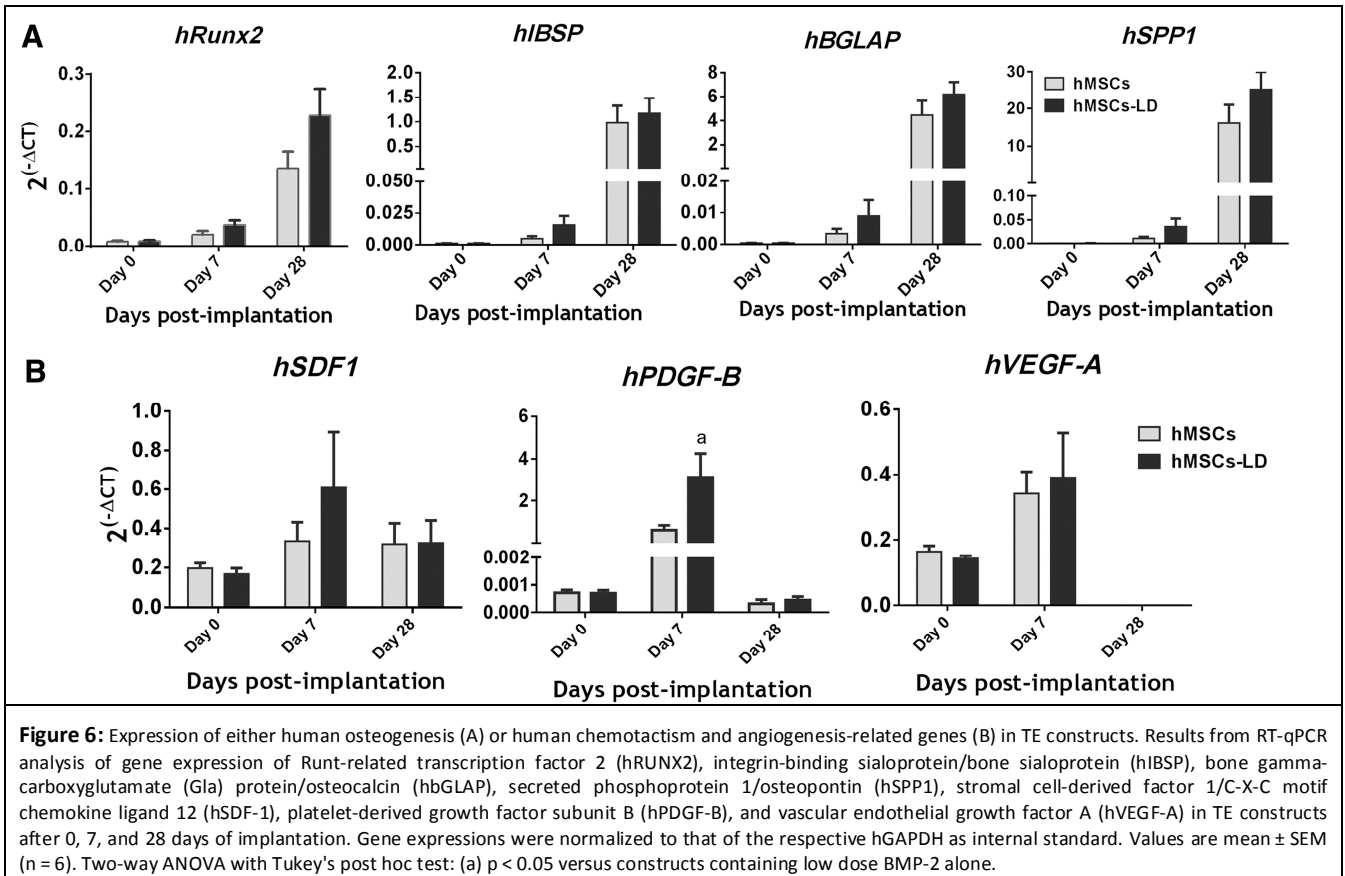 A
hRunx2
hIBSP
hBGLAP
hSPP1
0.3
0.2
0.1
0.0
2(-ΔCT)
Day 0
Day 7
Day 28
Days post-implantation
2.0
1.5
1.0
0.5
0.050
0.025
0.000
Day 0
Day 7
Day 28
Days post-implantation
8
6
4
2
0.02
0.01
0.00
Day 0
Day 7
Day 28
Days post-implantation
30
20
10
0.10
0.05
0.00
hMSCs
hMSCs-LD
Day 0
Day 7
Day 28
Days post-implantation
B
hSDF1
hPDGF-B
hVEGF-A
1.0
0.8
0.6
0.4
0.2
0.0
2(-ΔCT)
Day 0
Day 7
Day 28
Days post-implantation
6
4
2
0.002
0.001
0.000
a
Day 0
Day 7
Day 28
Days post-implantation
0.6
0.4
0.2
0.0
Day 0
Day 7
Day 28
Days post-implantation
hMSCs
hMSCs-LD
Figure 6: Expression of either human osteogenesis (A) or human chemotactism and angiogenesis-related genes (B) in TE constructs. Results from RT-qPCR
analysis of gene expression of Runt-related transcription factor 2 (hRUNX2), integrin-binding sialoprotein/bone sialoprotein (hIBSP), bone gamma-
carboxyglutamate (Gla) protein/osteocalcin (hbGLAP), secreted phosphoprotein 1/osteopontin (hSPP1), stromal cell-derived factor 1/C-X-C motif
chemokine ligand 12 (hSDF-1), platelet-derived growth factor subunit B (hPDGF-B), and vascular endothelial growth factor A (hVEGF-A) in TE constructs
after 0, 7, and 28 days of implantation. Gene expressions were normalized to that of the respective hGAPDH as internal standard. Values are mean ± SEM
(n = 6). Two-way ANOVA with Tukey's post hoc test: (a) p < 0.05 versus constructs containing low dose BMP-2 alone.